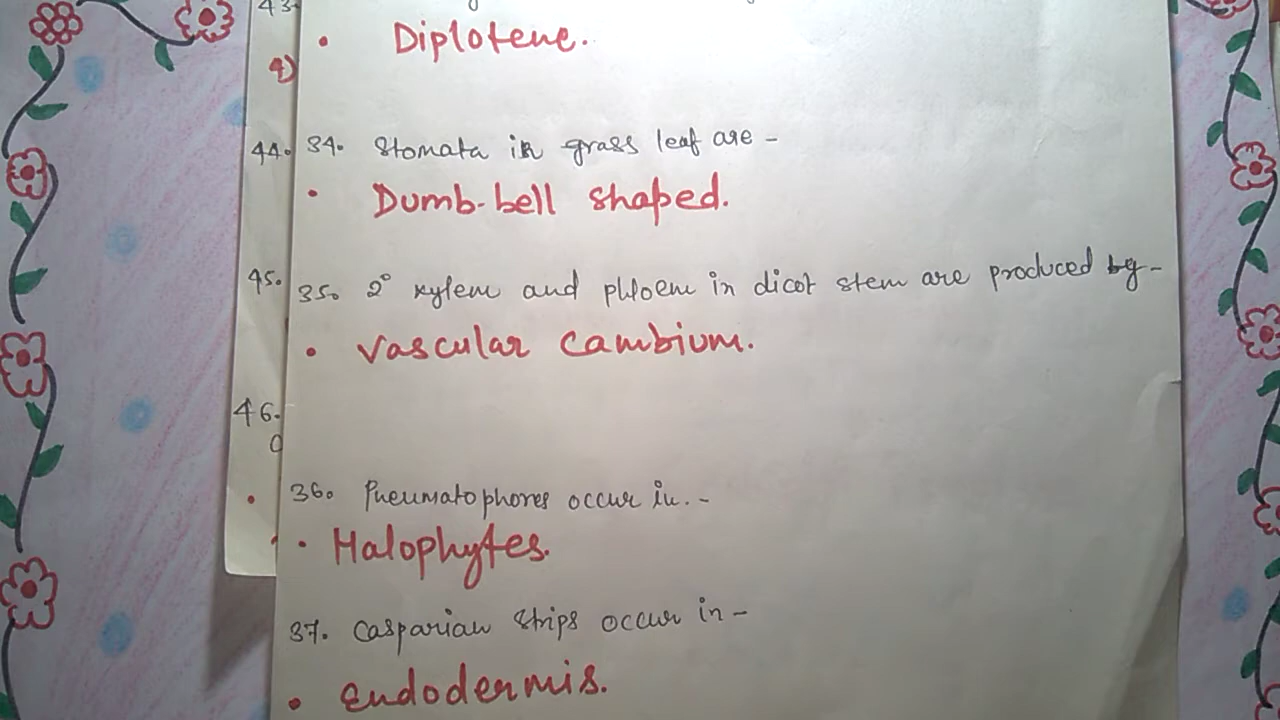 43.
• Diplotene.
q)
44.
34. Stomata in grass leaf are -
• Dumb-bell shaped.
45.
35. 2° xylem and phloem in dicot stem are produced by -
• Vascular cambium.
46.
36. Pneumatophores occur in. -
• Halophytes.
37. Casparian strips occur in -
• Endodermis.